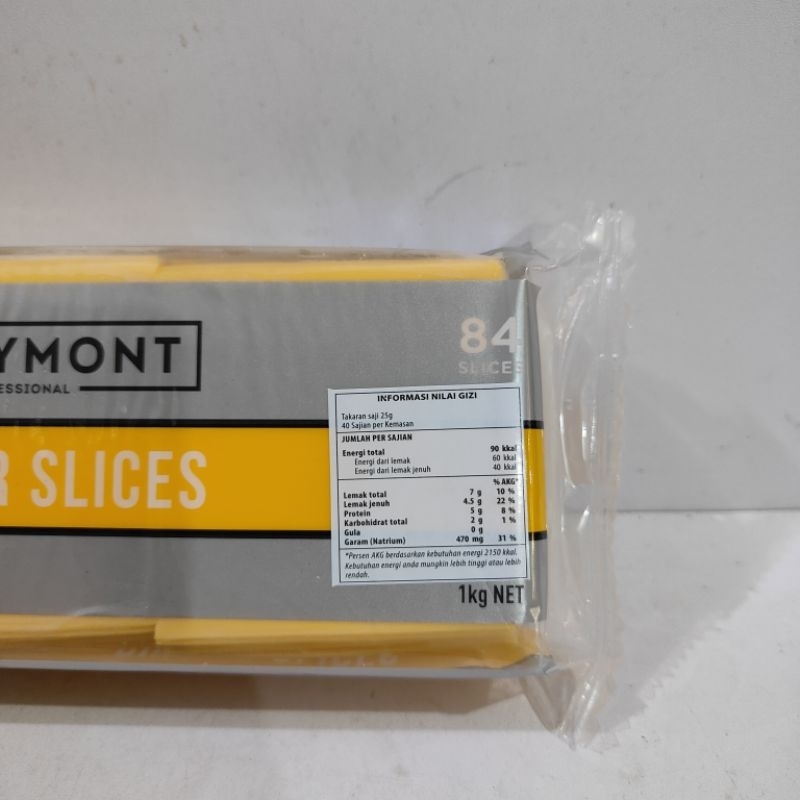 YMONT
ESSIONAL
84
SLICES
R SLICES
INFORMASI NILAI GIZI
Takaran saji 25g
40 Sajian per Kemasan
JUMLAH PER SAJIAN
Energi total 90 kkal
Energi dari lemak 60 kkal
Energi dari lemak jenuh 40 kkal
% AKG*
Lemak total 7 g 10 %
Lemak jenuh 4.5 g 22 %
Protein 5 g 8 %
Karbohidrat total 2 g 1 %
Gula 0 g
Garam (Natrium) 470 mg 31 %
*Persen AKG berdasarkan kebutuhan energi 2150 kkal.
Kebutuhan energi anda mungkin lebih tinggi atau lebih
rendah.
1kg NET